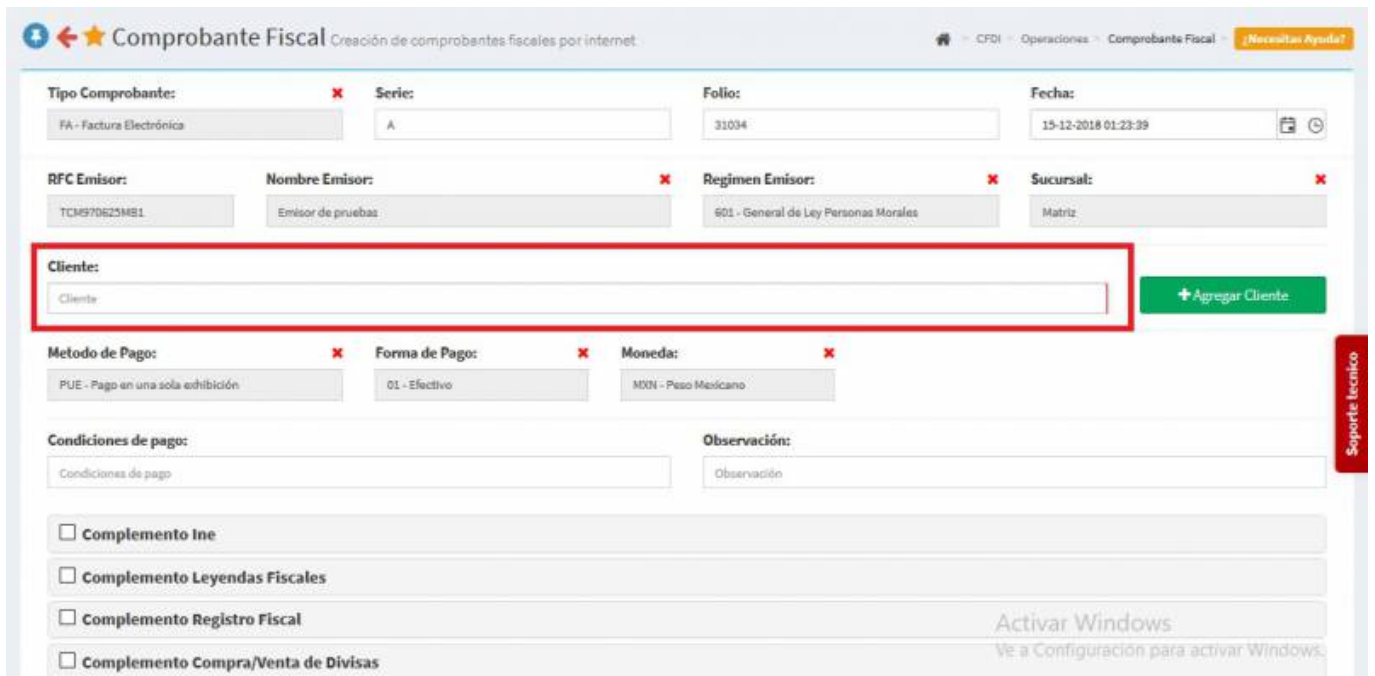 Comprobante Fiscal Creación de comprobantes fiscales por internet
CFDI Operaciones Comprobante Fiscal ¿Necesitas Ayuda?
Tipo Comprobante: Serie: Folio: Fecha:
FA - Factura Electrónica A 31034 15-12-2018 01:23:39
RFC Emisor: Nombre Emisor: Regimen Emisor: Sucursal:
TCM970625MB1 Emisor de pruebas 601 - General de Ley Personas Morales Matriz
Cliente:
Cliente
+ Agregar Cliente
Metodo de Pago: Forma de Pago: Moneda:
PUE - Pago en una sola exhibición 01 - Efectivo MXN - Peso Mexicano
Soporte tecnico
Condiciones de pago: Observación:
Condiciones de pago Observación
Complemento Ine
Complemento Leyendas Fiscales
Complemento Registro Fiscal
Complemento Compra/Venta de Divisas
Activar Windows
Ve a Configuración para activar Windows.